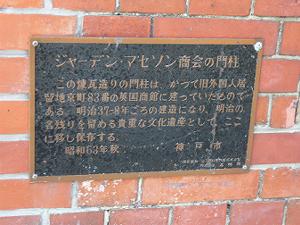 ジャーデン・マセソン商会の門柱
この煉瓦造りの門柱は、かつて旧外国人居
留地京町83番の英国商館に建っていたもので
ある。明治37-8年ごろの建造になり、明治の
名残りを留める貴重な文化遺産として、ここ
に移し保存する。
昭和63年秋 神戸市